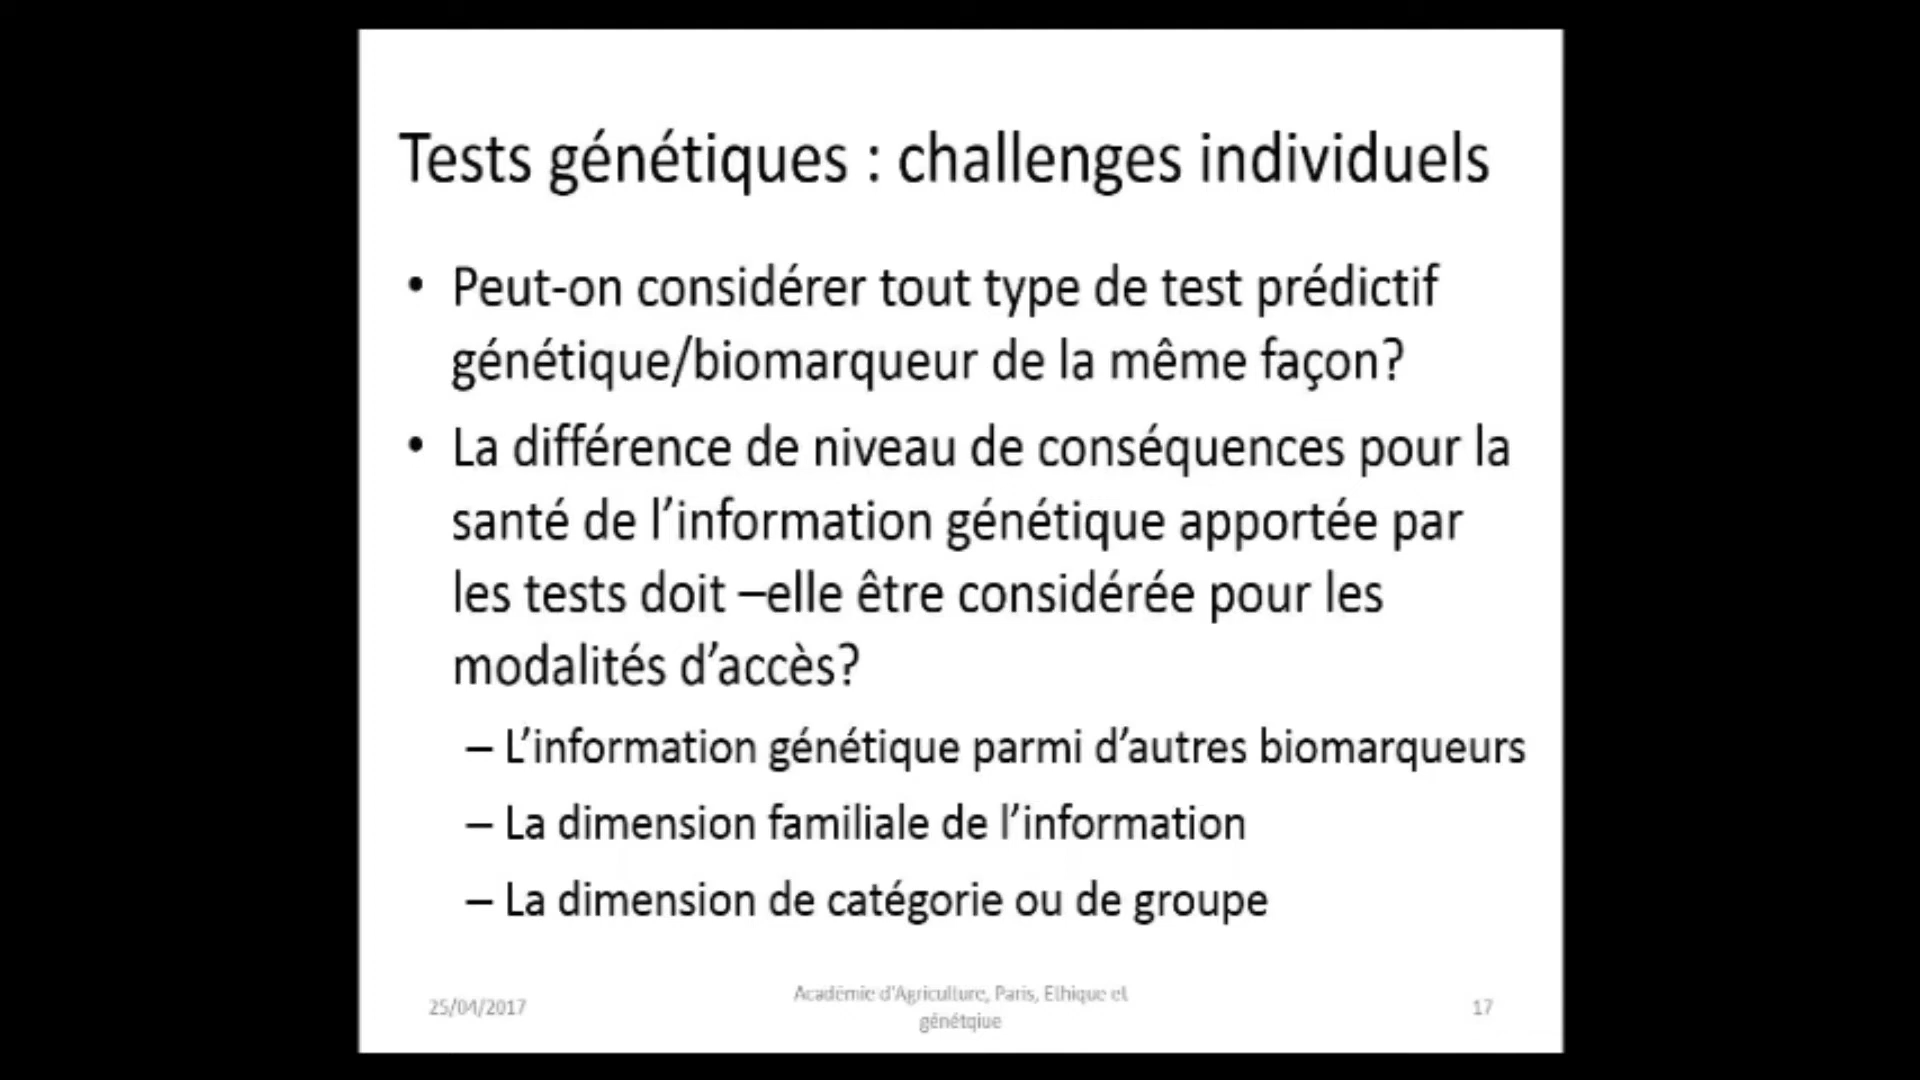 Tests génétiques : challenges individuels
• Peut-on considérer tout type de test prédictif
génétique/biomarqueur de la même façon?
• La différence de niveau de conséquences pour la
santé de l’information génétique apportée par
les tests doit –elle être considérée pour les
modalités d’accès?
– L’information génétique parmi d’autres biomarqueurs
– La dimension familiale de l’information
– La dimension de catégorie ou de groupe
25/04/2017
Académie d'Agriculture, Paris, Ethique et
génétqiue
17